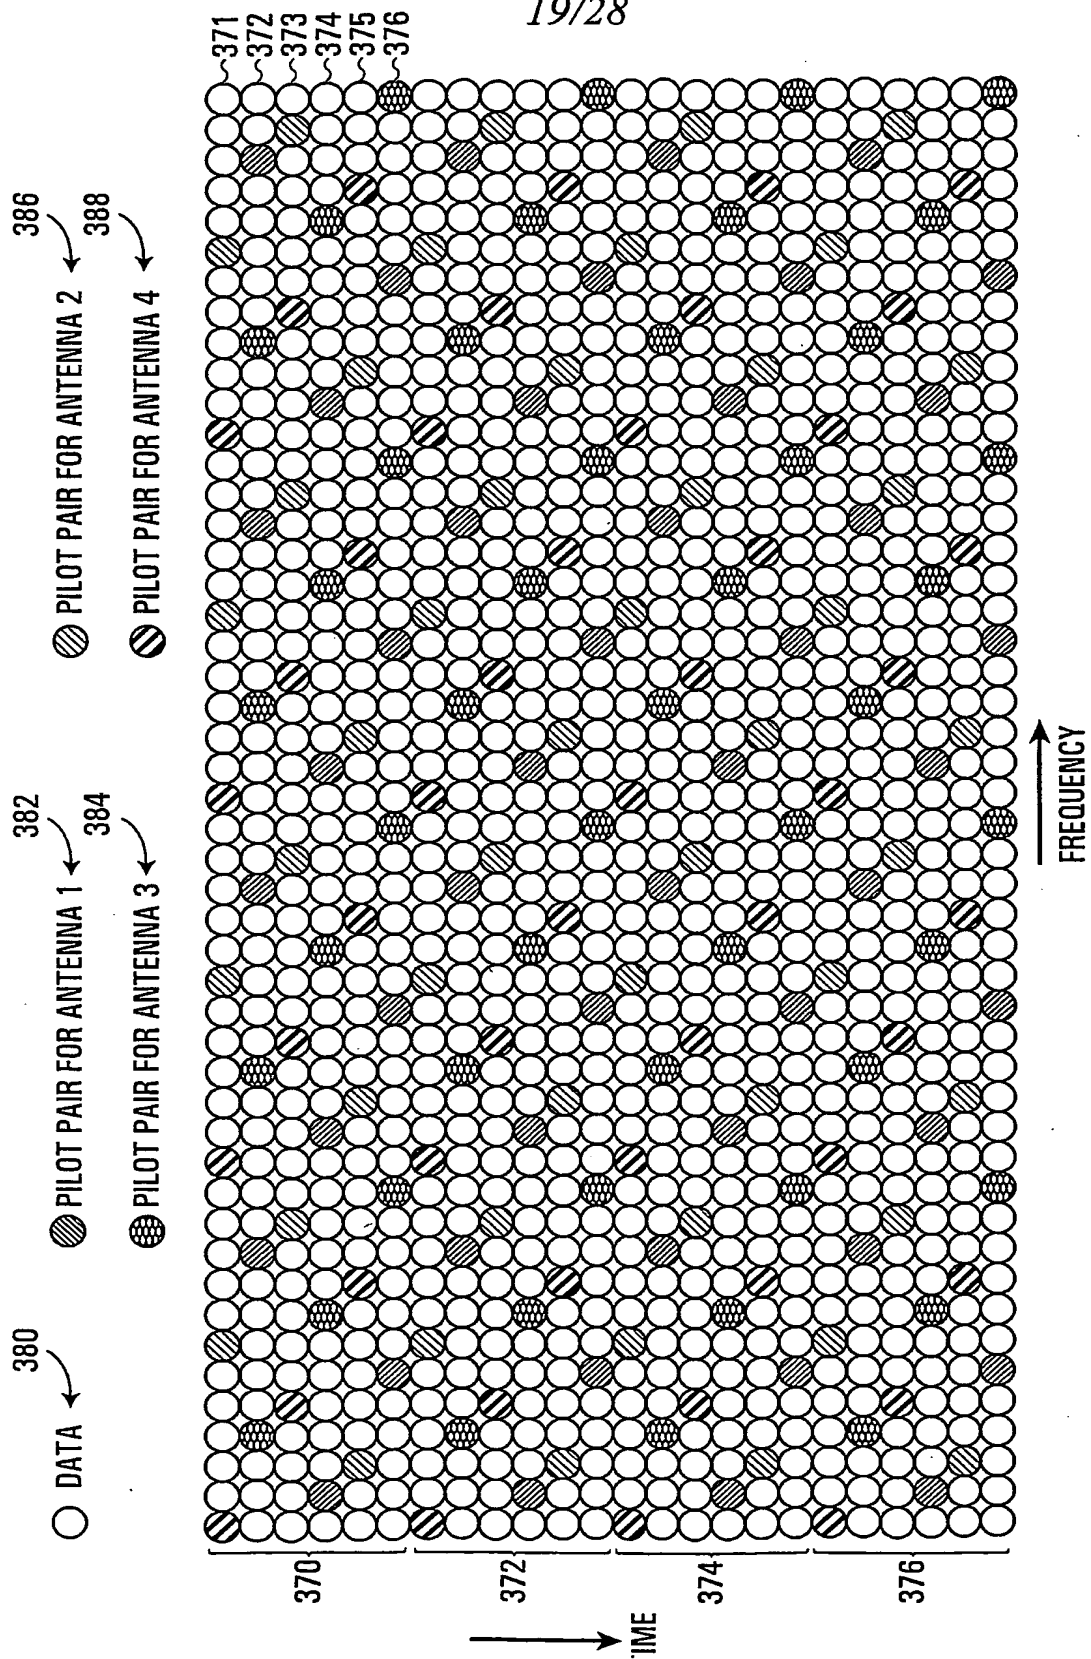 19/28
380
DATA
382
PILOT PAIR FOR ANTENNA 1
384
PILOT PAIR FOR ANTENNA 3
386
PILOT PAIR FOR ANTENNA 2
388
PILOT PAIR FOR ANTENNA 4
371
372
373
374
375
376
370
372
374
376
IME
FREQUENCY